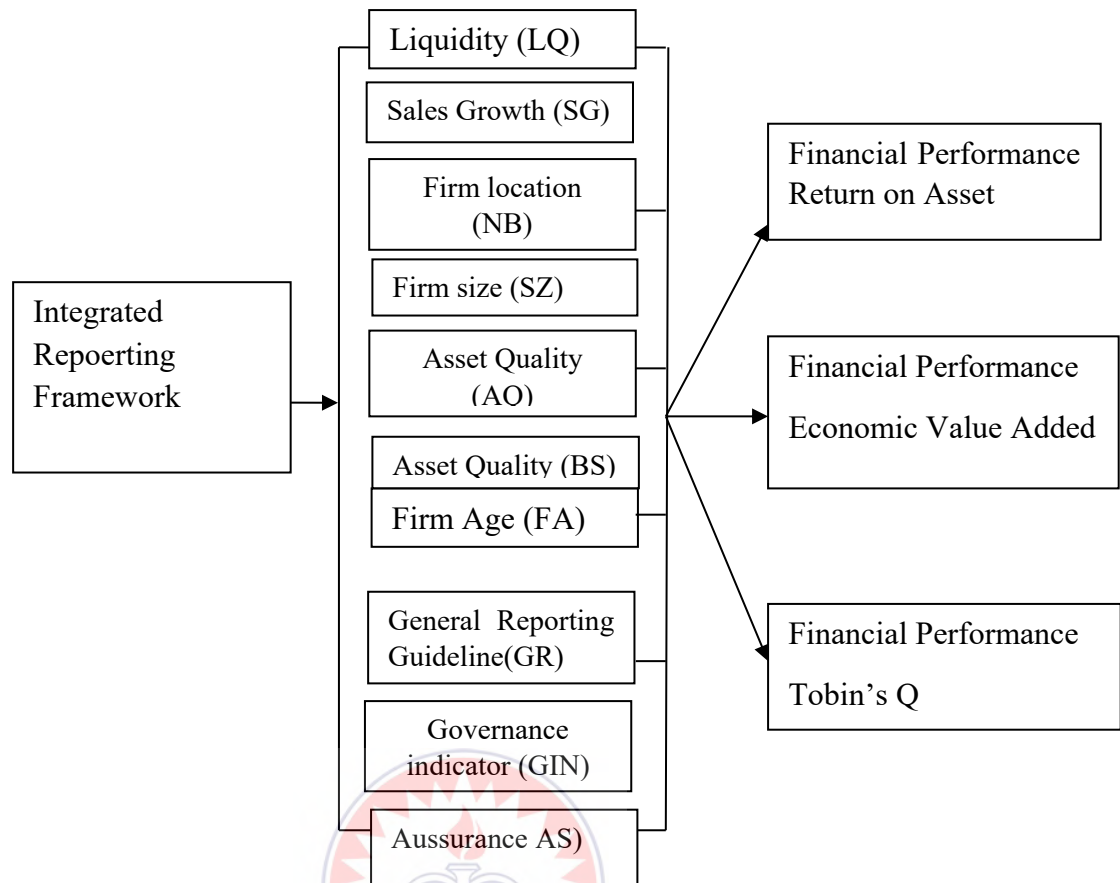 Liquidity (LQ)
Sales Growth (SG)
Firm location
(NB)
Firm size (SZ)
Asset Quality
(AQ)
Asset Quality (BS)
Firm Age (FA)
General Reporting
Guideline(GR)
Governance
indicator (GIN)
Aussurance AS)
Integrated
Repoerting
Framework
Financial Performance
Return on Asset
Financial Performance
Economic Value Added
Financial Performance
Tobin’s Q